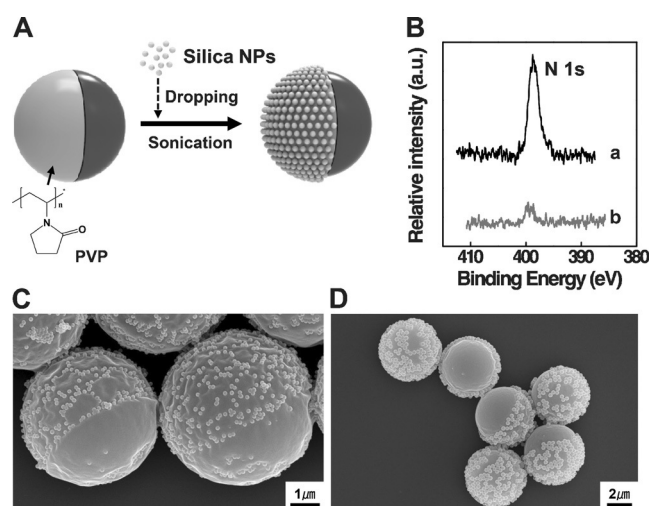 A
Silica NPs
Dropping
Sonication
n
N
O
PVP
B
Relative intensity (a.u.)
N 1s
a
b
410 400 390 380
Binding Energy (eV)
C
1㎛
D
2㎛